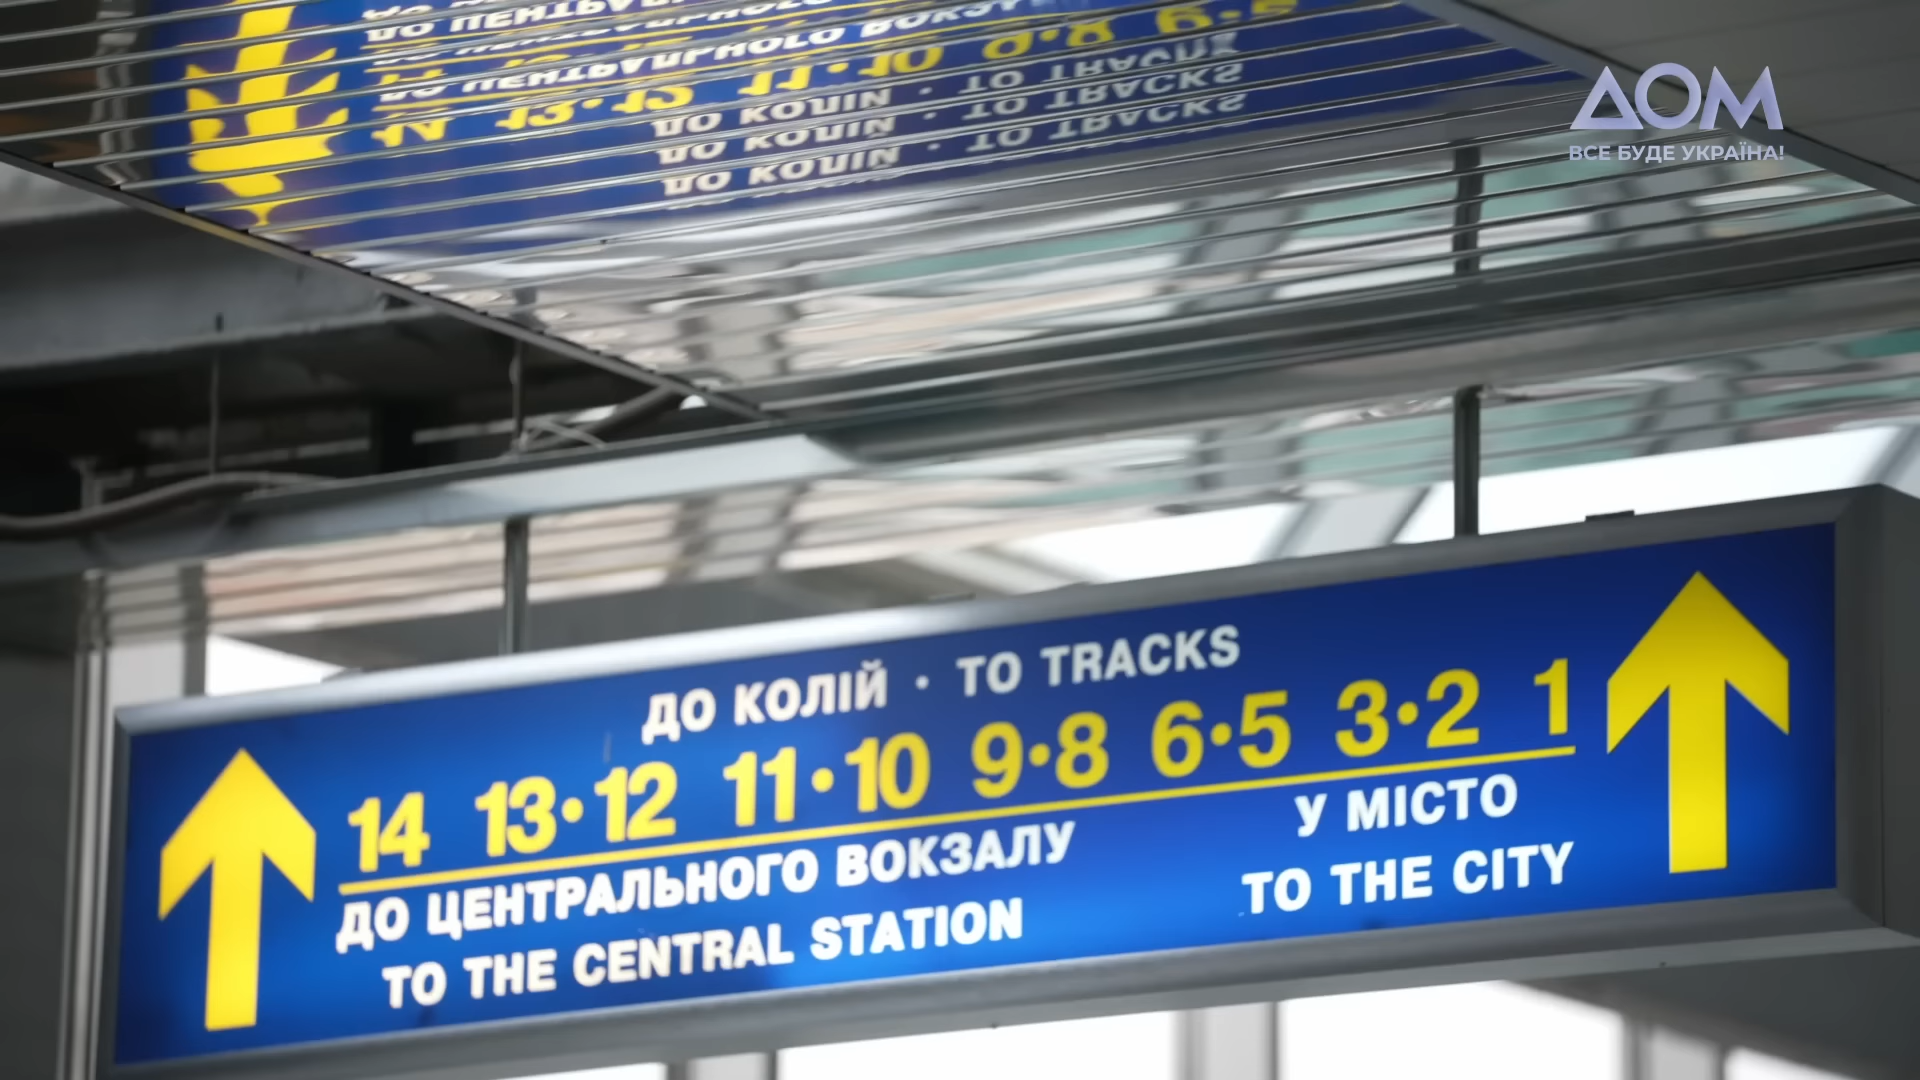 ДОМ
ВСЕ БУДЕ УКРАЇНА!
ДО КОЛІЙ · TO TRACKS
14 13·12 11·10 9·8 6·5 3·2 1
ДО ЦЕНТРАЛЬНОГО ВОКЗАЛУ
TO THE CENTRAL STATION
У МІСТО
TO THE CITY